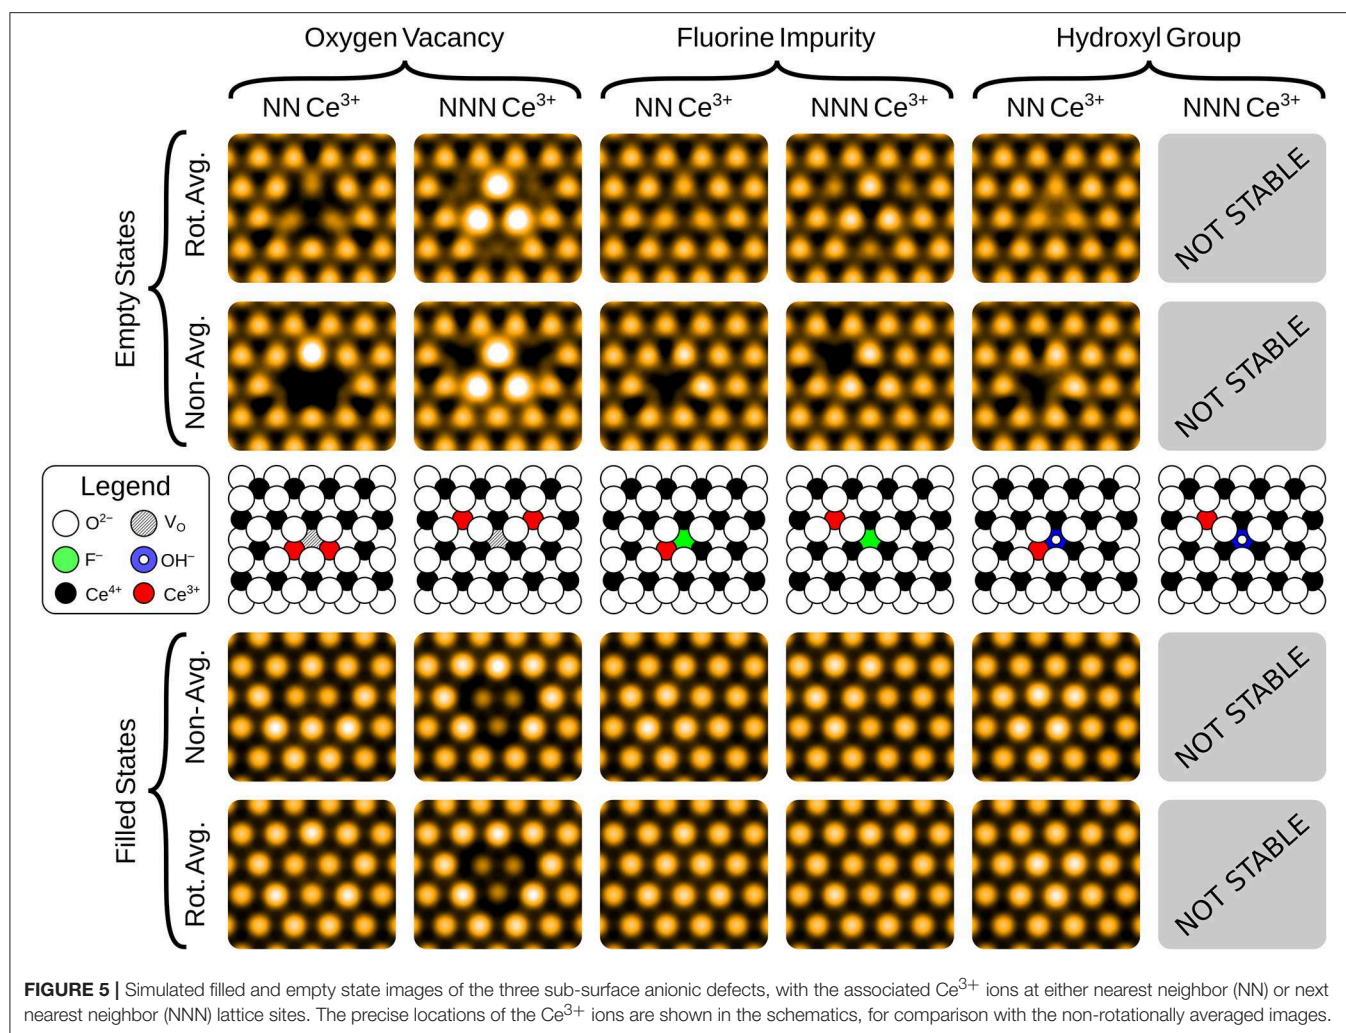 Oxygen Vacancy Fluorine Impurity Hydroxyl Group
NN Ce³⁺ NNN Ce³⁺ NN Ce³⁺ NNN Ce³⁺ NN Ce³⁺ NNN Ce³⁺
Empty States
Rot. Avg.
NOT STABLE
Non-Avg.
NOT STABLE
Legend
O²⁻ V_O
F⁻ OH⁻
Ce⁴⁺ Ce³⁺
Filled States
Non-Avg.
NOT STABLE
Rot. Avg.
NOT STABLE
FIGURE 5 | Simulated filled and empty state images of the three sub-surface anionic defects, with the associated Ce³⁺ ions at either nearest neighbor (NN) or next
nearest neighbor (NNN) lattice sites. The precise locations of the Ce³⁺ ions are shown in the schematics, for comparison with the non-rotationally averaged images.